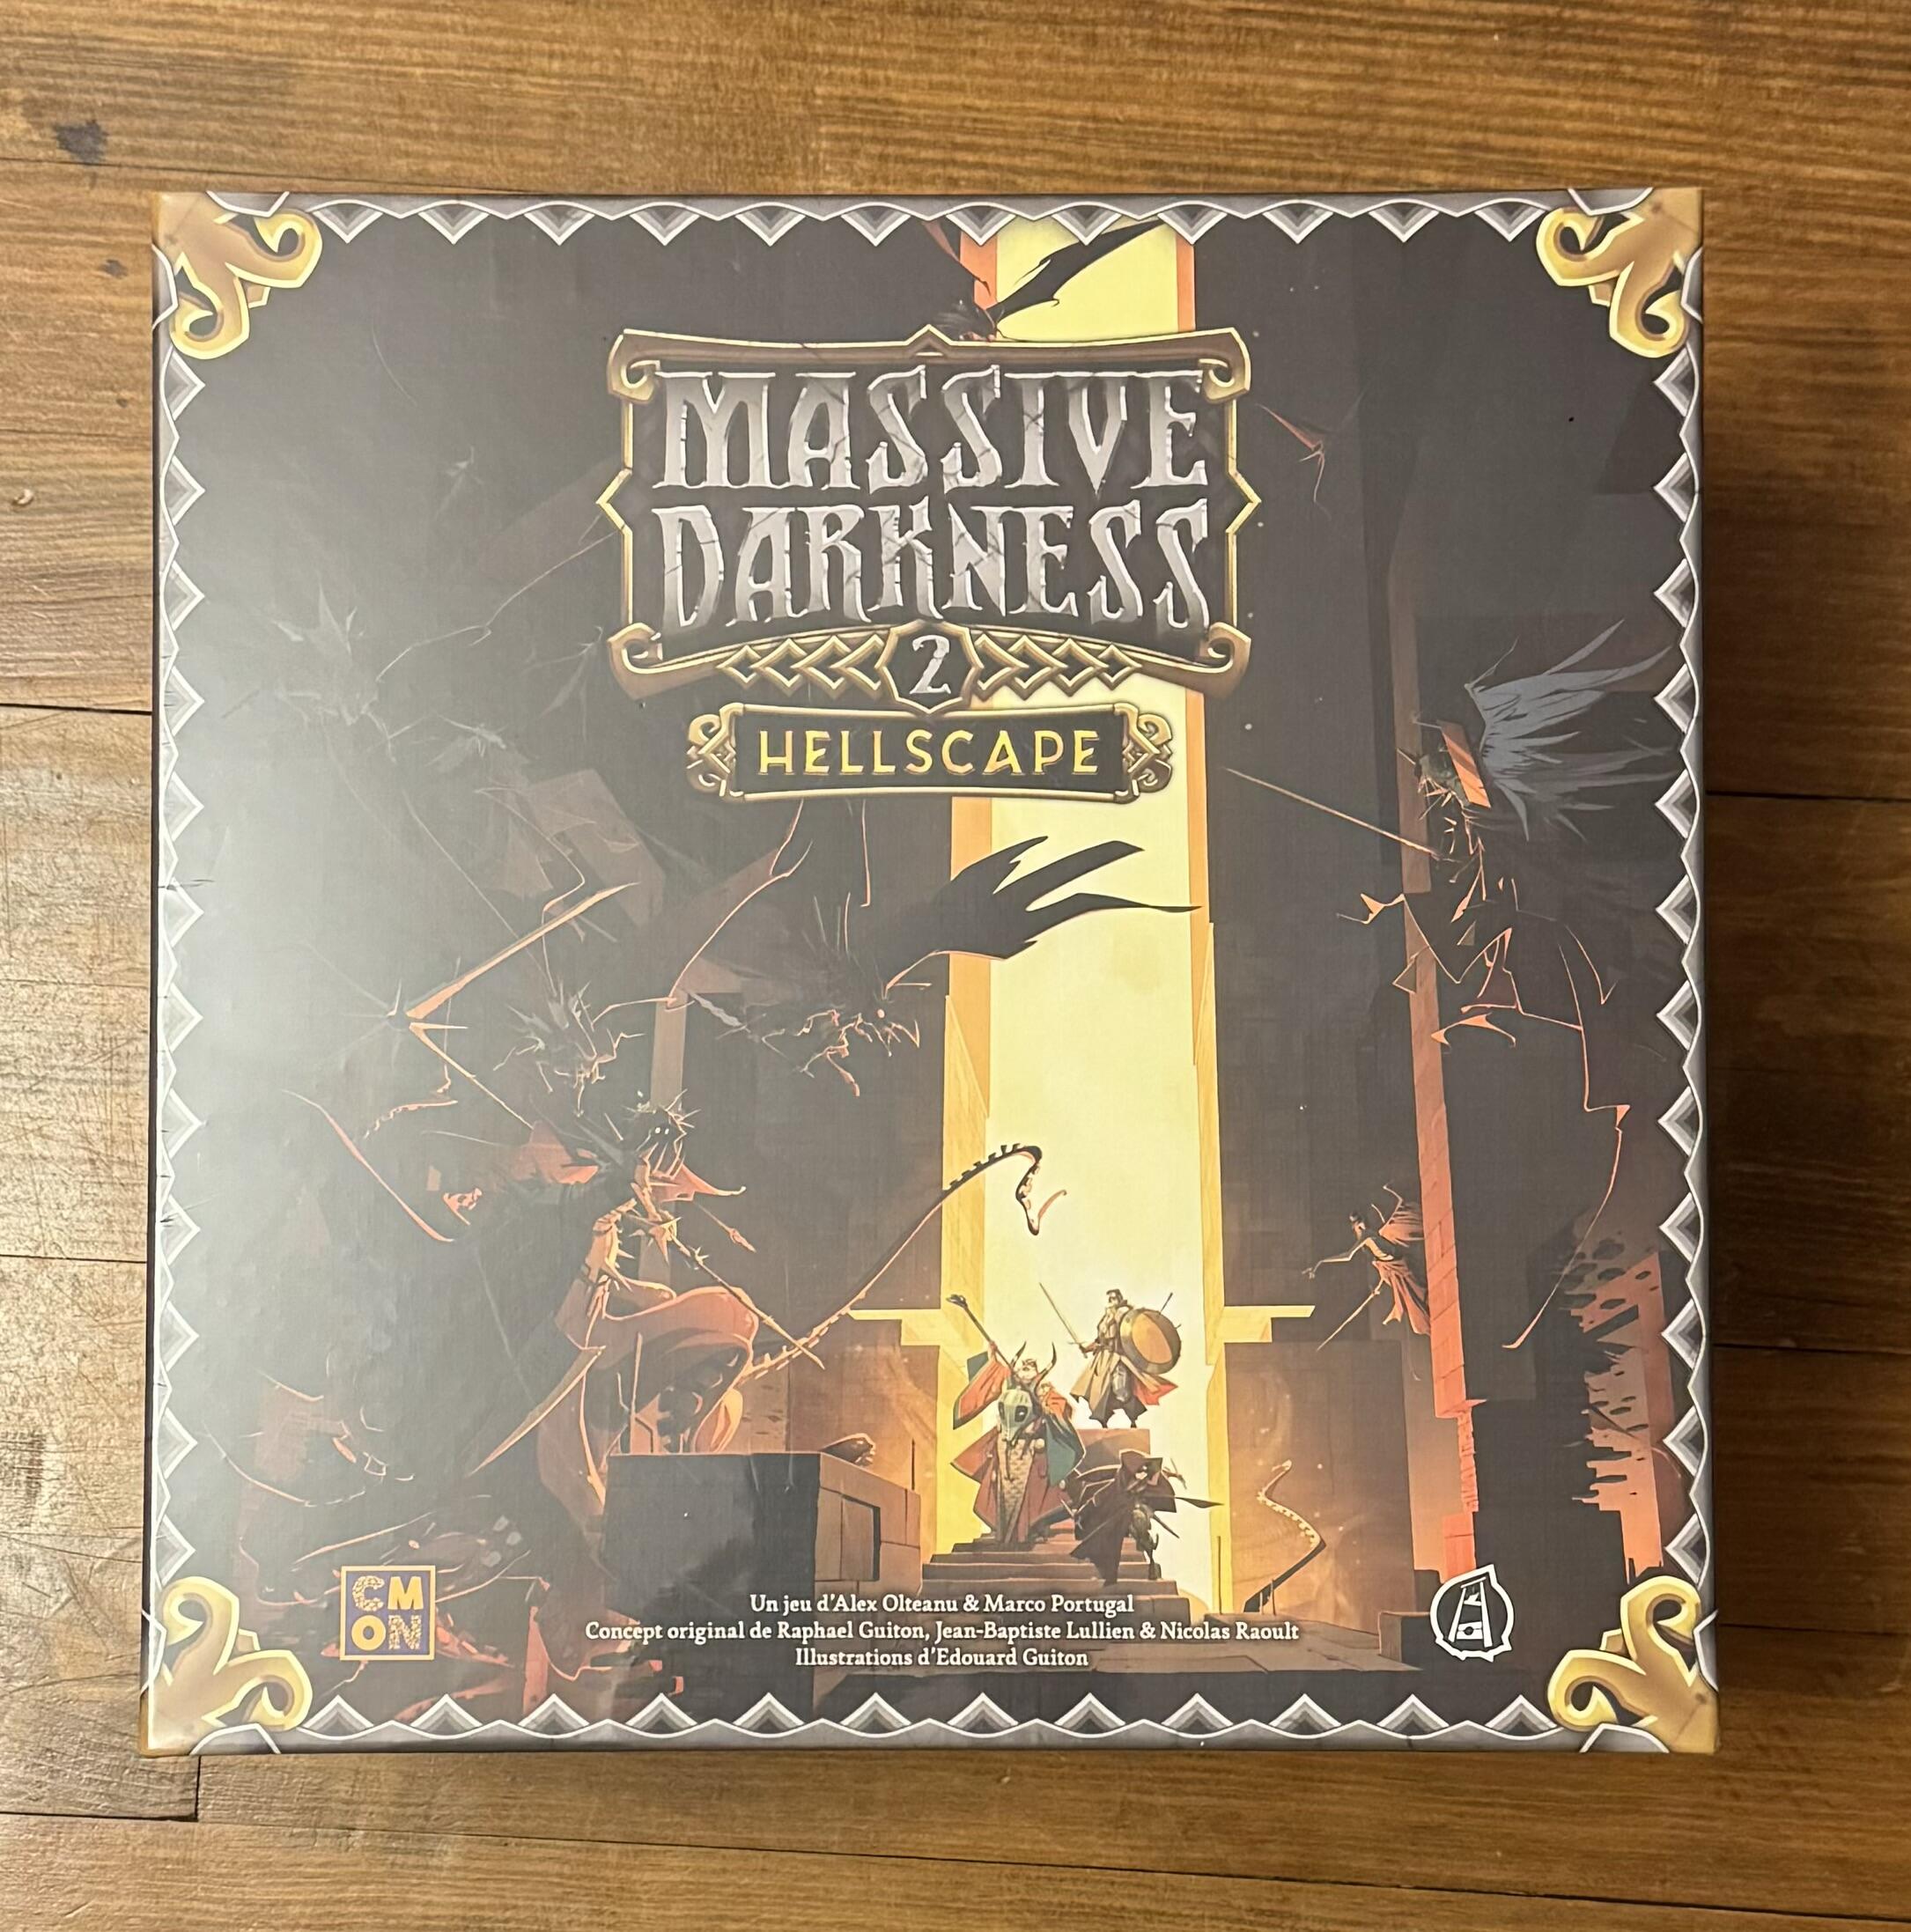 MASSIVE
DARKNESS
2
HELLSCAPE
CMON
Un jeu d'Alex Olteanu & Marco Portugal
Concept original de Raphael Guiton, Jean-Baptiste Lullien & Nicolas Raoult
Illustrations d'Edouard Guiton